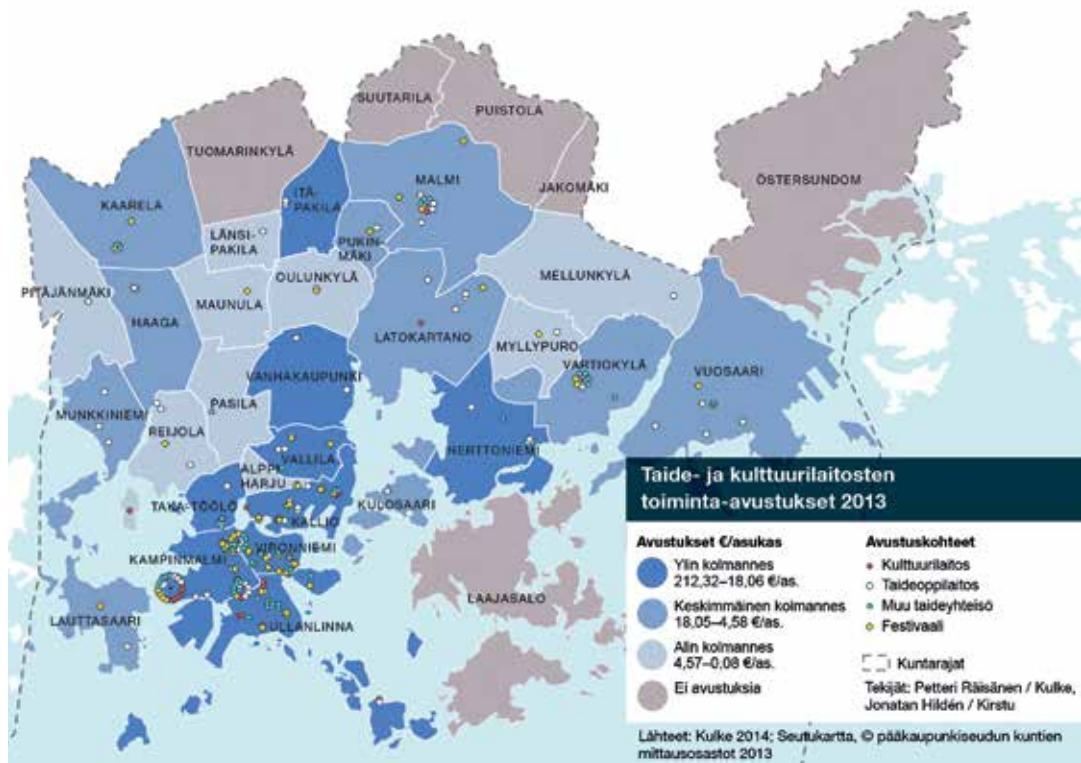 SUUTARILA
PUISTOLA
TUOMARINKYLÄ
ÖSTERSUNDOM
MALMI
JAKOMÄKI
ITÄ-
PAKILA
KAARELA
LÄNSI-
PAKILA
PUKIN-
MÄKI
MELLUNKYLÄ
OULUNKYLÄ
PITÄJÄNMÄKI
MAUNULA
HAAGA
LATOKARTANO
MYLLYPURO
VARTIOKYLÄ
VUOSAARI
VANHAKAUPUNKI
MUNKKINIEMI
PASILA
REIJOLA
HERTTONIEMI
VALLILA
ALPPI-
HARJU
TAKA-TÖÖLÖ
KULOSAARI
KALLIO
VIRONNIEMI
KAMPINMALMI
LAAJASALO
LAUTTASAARI
ULLANLINNA
Taide- ja kulttuurilaitosten
toiminta-avustukset 2013
Avustukset €/asukas
Ylin kolmannes
212,32–18,06 €/as.
Keskimmäinen kolmannes
18,05–4,58 €/as.
Alin kolmannes
4,57–0,08 €/as.
Ei avustuksia
Avustuskohteet
Kulttuurilaitos
Taideoppilaitos
Muu taideyhteisö
Festivaali
Kuntarajat
Tekijät: Petteri Räisänen / Kulke,
Jonatan Hildén / Kirstu
Lähteet: Kulke 2014; Seutukartta, © pääkaupunkiseudun kuntien
mittausosastot 2013